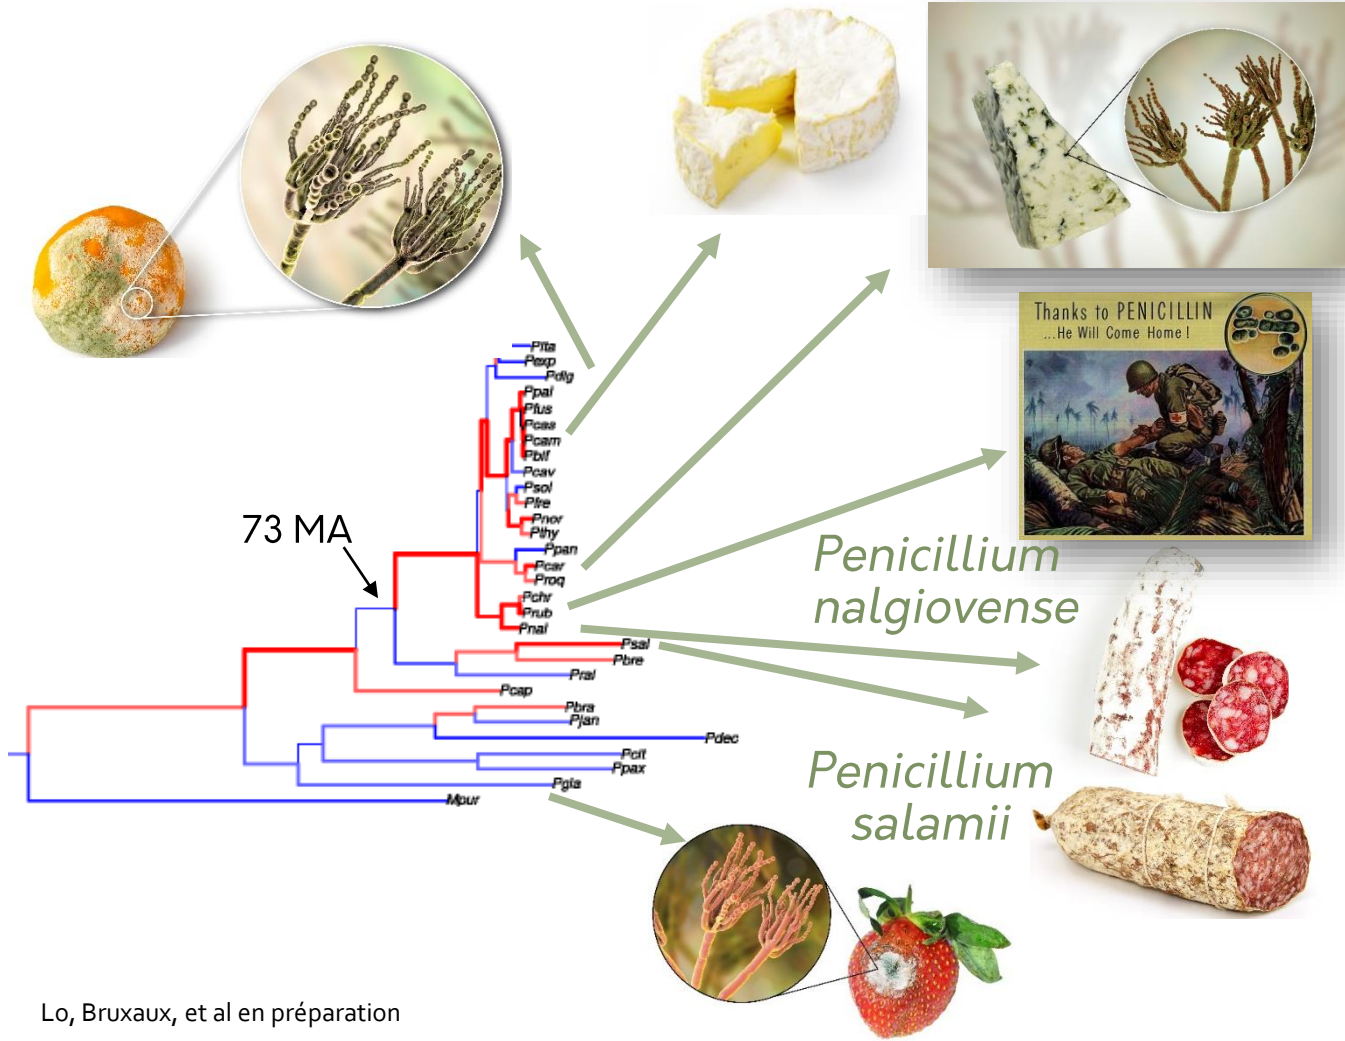 Thanks to PENICILLIN
...He Will Come Home!
Pita
Pexp
Pdig
Ppal
Pfus
Pcas
Pcam
Pbif
Pcav
Psol
Pfre
Pnor
Pthy
Ppan
Pcar
Proq
Pchr
Prub
Pnal
73 MA
Penicillium
nalgiovense
Psal
Pbre
Pral
Pcap
Pbra
Pjan
Pdec
Pcit
Ppax
Pgla
Mpur
Penicillium
salamii
Lo, Bruxaux, et al en préparation